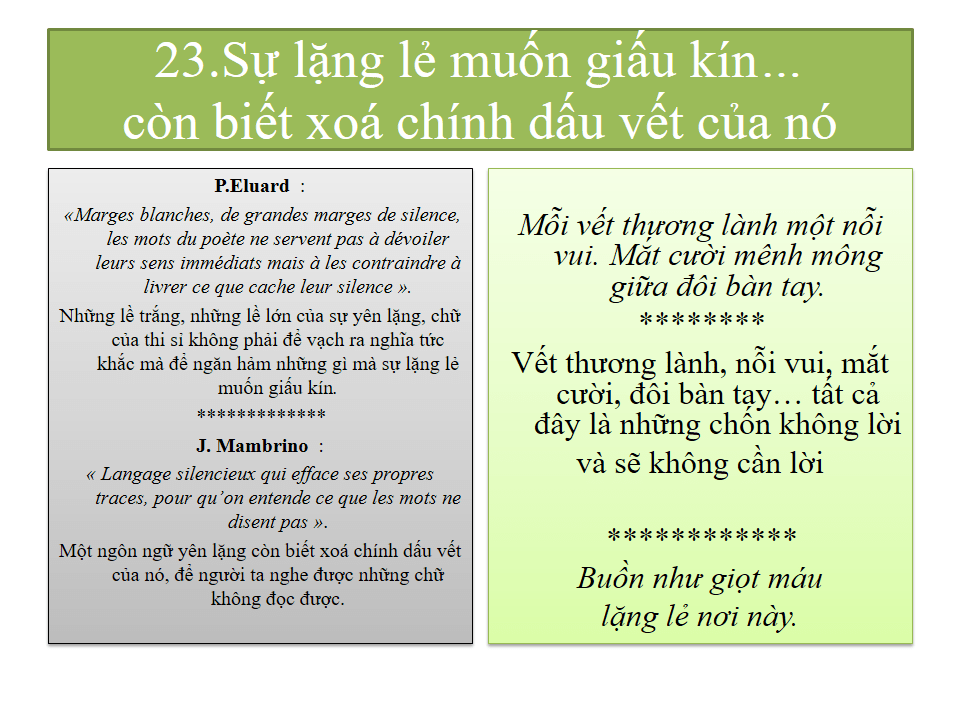 23.Sự lặng lẻ muốn giấu kín…
còn biết xoá chính dấu vết của nó
P.Eluard :
«Marges blanches, de grandes marges de silence,
les mots du poète ne servent pas à dévoiler
leurs sens immédiats mais à les contraindre à
livrer ce que cache leur silence ».
Những lề trắng, những lề lớn của sự yên lặng, chữ
của thi sỉ không phải để vạch ra nghĩa tức
khắc mà để ngăn hảm những gì mà sự lặng lẻ
muốn giấu kín.
*************
J. Mambrino :
« Langage silencieux qui efface ses propres
traces, pour qu’on entende ce que les mots ne
disent pas ».
Một ngôn ngữ yên lặng còn biết xoá chính dấu vết
của nó, để người ta nghe được những chữ
không đọc được.
Mỗi vết thương lành một nỗi
vui. Mắt cười mênh mông
giữa đôi bàn tay.
********
Vết thương lành, nỗi vui, mắt
cười, đôi bàn tay… tất cả
đây là những chốn không lời
và sẽ không cần lời
************
Buồn như giọt máu
lặng lẻ nơi này.